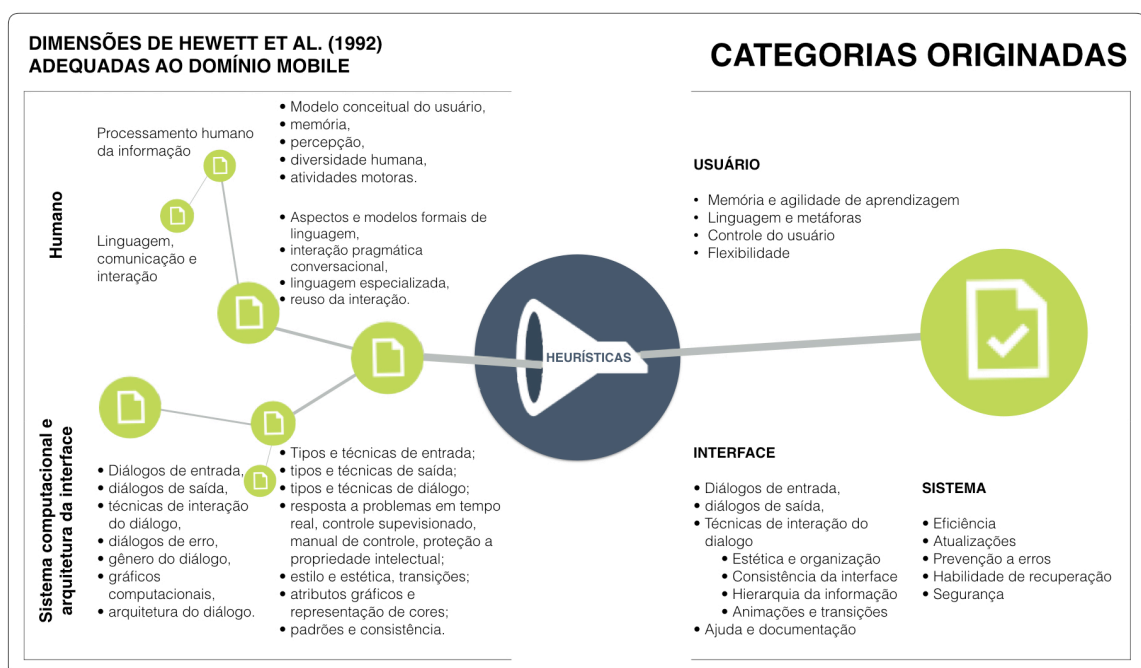 DIMENSÕES DE HEWETT ET AL. (1992)
ADEQUADAS AO DOMÍNIO MOBILE
CATEGORIAS ORIGINADAS
Humano
Processamento humano
da informação
• Modelo conceitual do usuário,
• memória,
• percepção,
• diversidade humana,
• atividades motoras.
Linguagem,
comunicação e
interação
• Aspectos e modelos formais de
linguagem,
• interação pragmática
conversacional,
• linguagem especializada,
• reuso da interação.
Sistema computacional e
arquitetura da interface
• Diálogos de entrada,
• diálogos de saída,
• técnicas de interação
do diálogo,
• diálogos de erro,
• gênero do diálogo,
• gráficos
computacionais,
• arquitetura do diálogo.
• Tipos e técnicas de entrada;
• tipos e técnicas de saída;
• tipos e técnicas de diálogo;
• resposta a problemas em tempo
real, controle supevisionado,
manual de controle, proteção a
propriedade intelectual;
• estilo e estética, transições;
• atributos gráficos e
representação de cores;
• padrões e consistência.
HEURÍSTICAS
USUÁRIO
• Memória e agilidade de aprendizagem
• Linguagem e metáforas
• Controle do usuário
• Flexibilidade
INTERFACE
• Diálogos de entrada,
• diálogos de saída,
• Técnicas de interação do
dialogo
• Estética e organização
• Consistência da interface
• Hierarquia da informação
• Animações e transições
• Ajuda e documentação
SISTEMA
• Eficiência
• Atualizações
• Prevenção a erros
• Habilidade de recuperação
• Segurança